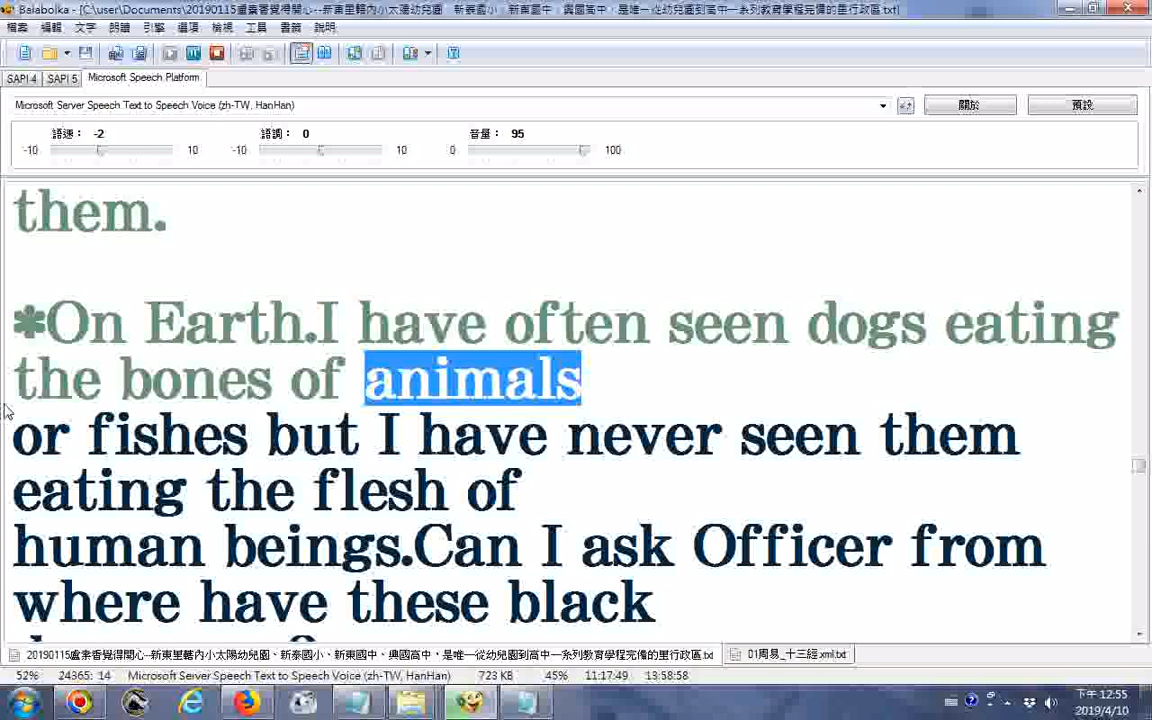 Balabolka - [C:\user\Documents\20190115盧素香覺得開心--新東里轄內小太陽幼兒園、新泰國小、新東國中、興國高中，是唯一從幼兒園到高中一系列教育學程完備的里行政區.txt]
檔案 編輯 文字 朗讀 引擎 選項 檢視 工具 書籤 說明
SAPI 4 SAPI 5 Microsoft Speech Platform
Microsoft Server Speech Text to Speech Voice (zh-TW, HanHan) 關於 預設
語速： -2 語調： 0 音量： 95
-10 10 -10 10 0 100
them.
*On Earth.I have often seen dogs eating
the bones of animals
or fishes but I have never seen them
eating the flesh of
human beings.Can I ask Officer from
where have these black
20190115盧素香覺得開心--新東里轄內小太陽幼兒園、新泰國小、新東國中、興國高中，是唯一從幼兒園到高中一系列教育學程完備的里行政區.txt 01周易_十三經.xml.txt
52% 24365: 14 Microsoft Server Speech Text to Speech Voice (zh-TW, HanHan) 723 KB 45% 11:17:49 13:58:58
下午 12:55
2019/4/10